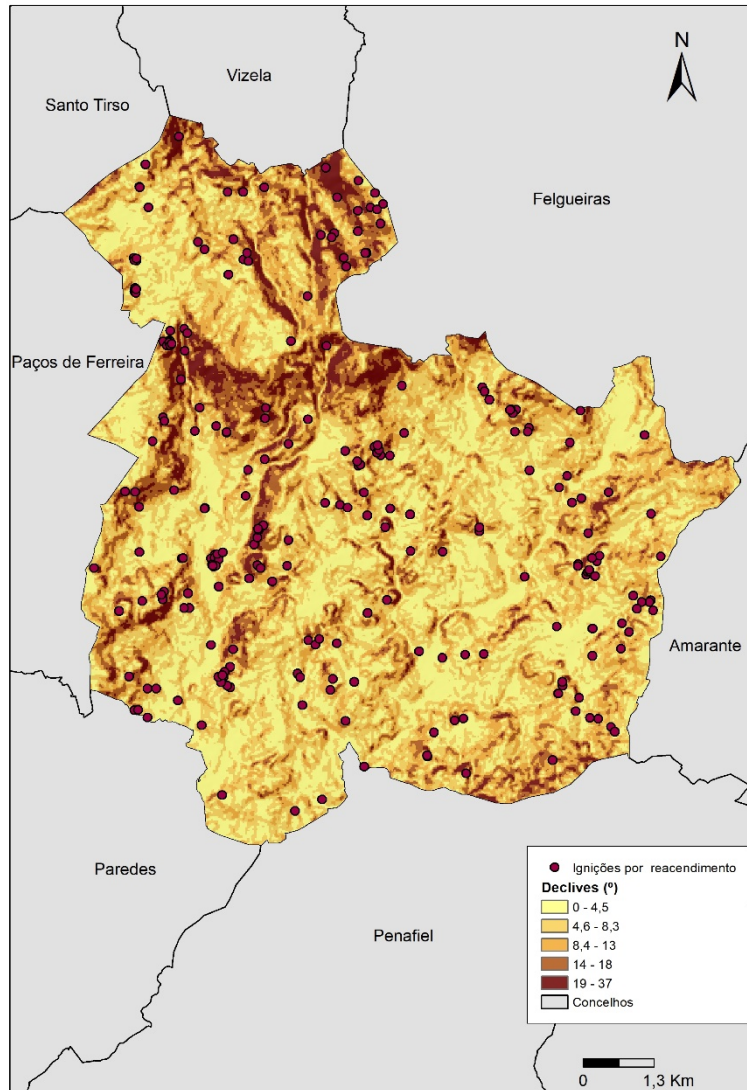 N
Vizela
Santo Tirso
Felgueiras
Paços de Ferreira
Amarante
Paredes
Penafiel
Ignições por reacendimento
Declives (º)
0 - 4,5
4,6 - 8,3
8,4 - 13
14 - 18
19 - 37
Concelhos
0 1,3 Km